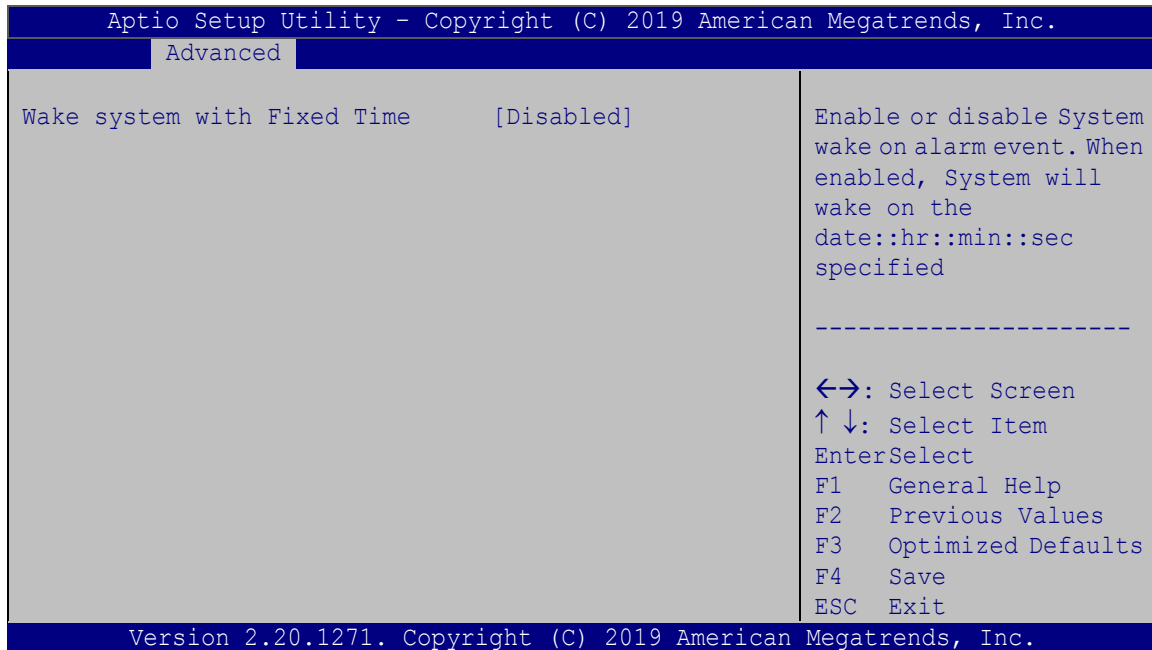 Aptio Setup Utility – Copyright (C) 2019 American Megatrends, Inc.
Advanced
Wake system with Fixed Time [Disabled]
Enable or disable System
wake on alarm event. When
enabled, System will
wake on the
date::hr::min::sec
specified
----------------------
←→: Select Screen
↑ ↓: Select Item
EnterSelect
F1 General Help
F2 Previous Values
F3 Optimized Defaults
F4 Save
ESC Exit
Version 2.20.1271. Copyright (C) 2019 American Megatrends, Inc.